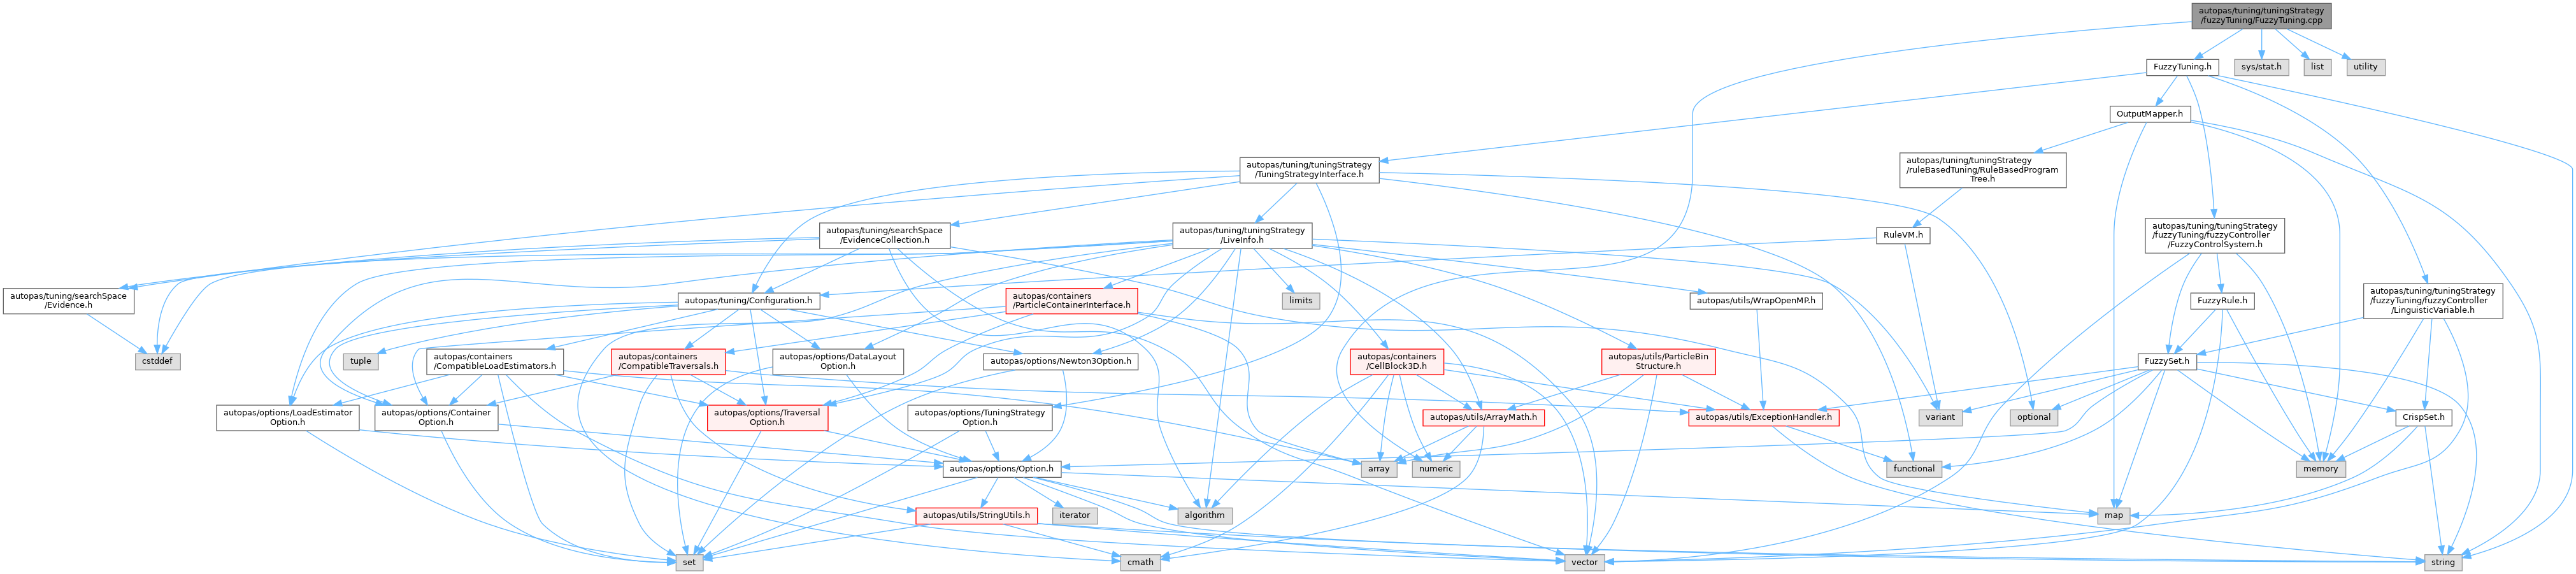 autopas/tuning/tuningStrategy
/fuzzyTuning/FuzzyTuning.cpp
FuzzyTuning.h
sys/stat.h
list
utility
OutputMapper.h
autopas/tuning/tuningStrategy
/TuningStrategyInterface.h
autopas/tuning/tuningStrategy
/ruleBasedTuning/RuleBasedProgram
Tree.h
autopas/tuning/searchSpace
/EvidenceCollection.h
autopas/tuning/tuningStrategy
/LiveInfo.h
RuleVM.h
autopas/tuning/tuningStrategy
/fuzzyTuning/fuzzyController
/FuzzyControlSystem.h
autopas/tuning/searchSpace
/Evidence.h
autopas/tuning/Configuration.h
autopas/containers
/ParticleContainerInterface.h
limits
autopas/utils/WrapOpenMP.h
FuzzyRule.h
autopas/tuning/tuningStrategy
/fuzzyTuning/fuzzyController
/LinguisticVariable.h
cstddef
tuple
autopas/containers
/CompatibleLoadEstimators.h
autopas/containers
/CompatibleTraversals.h
autopas/options/DataLayout
Option.h
autopas/options/Newton3Option.h
autopas/containers
/CellBlock3D.h
autopas/utils/ParticleBin
Structure.h
FuzzySet.h
autopas/options/LoadEstimator
Option.h
autopas/options/Container
Option.h
autopas/options/Traversal
Option.h
autopas/options/TuningStrategy
Option.h
autopas/utils/ArrayMath.h
autopas/utils/ExceptionHandler.h
variant
optional
CrispSet.h
autopas/options/Option.h
array
numeric
functional
memory
autopas/utils/StringUtils.h
iterator
algorithm
map
set
cmath
vector
string